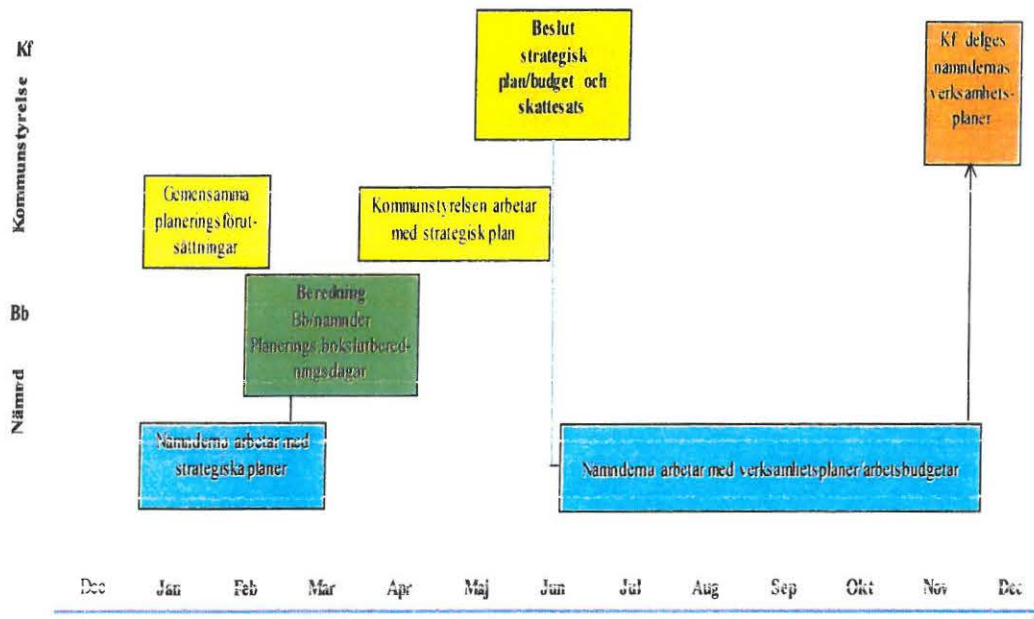 Kf
Kommunstyrelse
Bb
Nämnd
Beslut
strategisk
plan/budget och
skattesats
Kf delges
nämndernas
verksamhets-
planer
Gemensamma
planeringsförut-
sättningar
Kommunstyrelsen arbetar
med strategisk plan
Beredning
Bb/nämnder
Planerings/bokslutbered-
ningsdagar
Nämnderna arbetar med
strategiska planer
Nämnderna arbetar med verksamhetsplaner/arbetsbudgetar
Dec Jan Feb Mar Apr Maj Jun Jul Aug Sep Okt Nov Dec